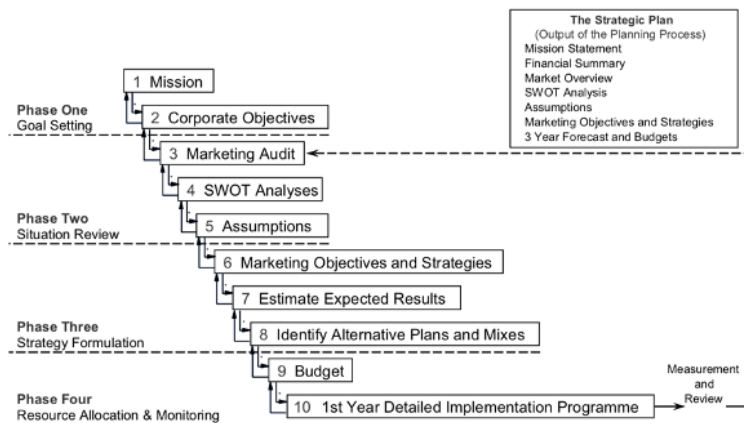 The Strategic Plan
(Output of the Planning Process)
Mission Statement
Financial Summary
Market Overview
SWOT Analysis
Assumptions
Marketing Objectives and Strategies
3 Year Forecast and Budgets
1 Mission
Phase One
Goal Setting
2 Corporate Objectives
3 Marketing Audit
4 SWOT Analyses
Phase Two
Situation Review
5 Assumptions
6 Marketing Objectives and Strategies
7 Estimate Expected Results
Phase Three
Strategy Formulation
8 Identify Alternative Plans and Mixes
9 Budget
Measurement
and
Review
Phase Four
Resource Allocation & Monitoring
10 1st Year Detailed Implementation Programme